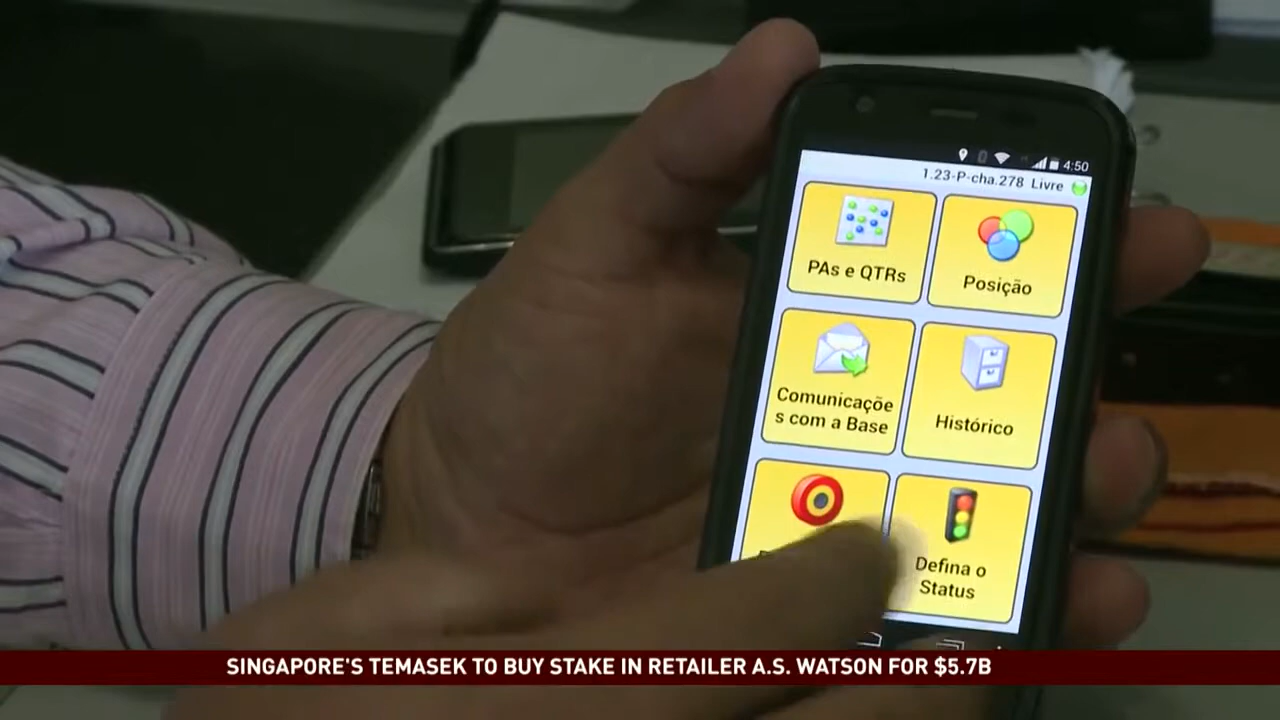 4:50
1.23-P-cha.278 Livre
PAs e QTRs
Posição
Comunicaçõe
s com a Base
Histórico
Defina o
Status
SINGAPORE'S TEMASEK TO BUY STAKE IN RETAILER A.S. WATSON FOR $5.7B